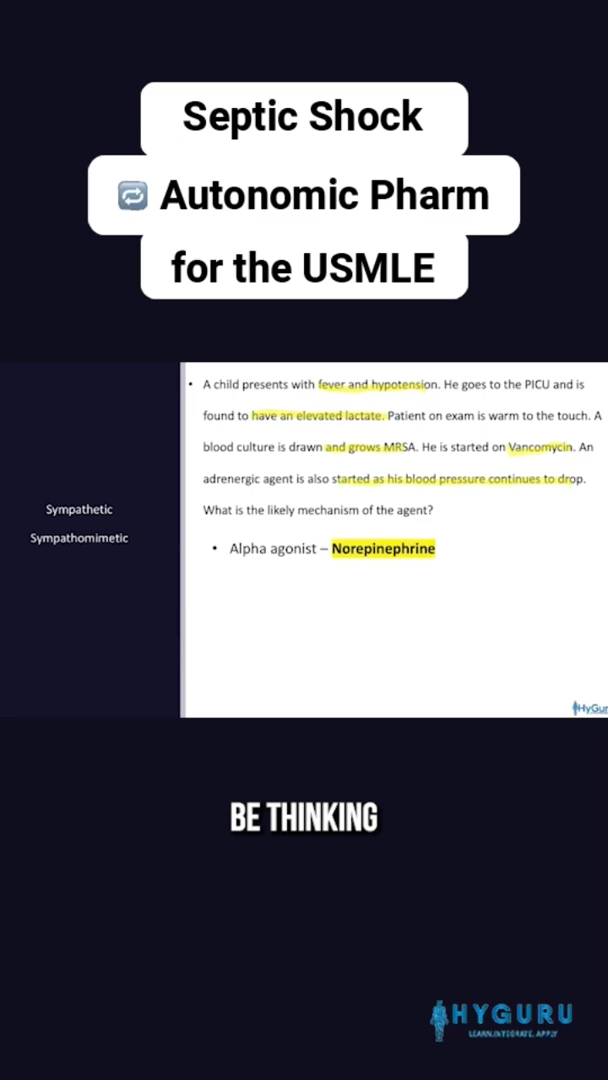 Septic Shock
🔁 Autonomic Pharm
for the USMLE
• A child presents with fever and hypotension. He goes to the PICU and is
found to have an elevated lactate. Patient on exam is warm to the touch. A
blood culture is drawn and grows MRSA. He is started on Vancomycin. An
adrenergic agent is also started as his blood pressure continues to drop.
What is the likely mechanism of the agent?
• Alpha agonist – Norepinephrine
Sympathetic
Sympathomimetic
HyGur
BE THINKING
HYGURU
LEARN. INTEGRATE. APPLY